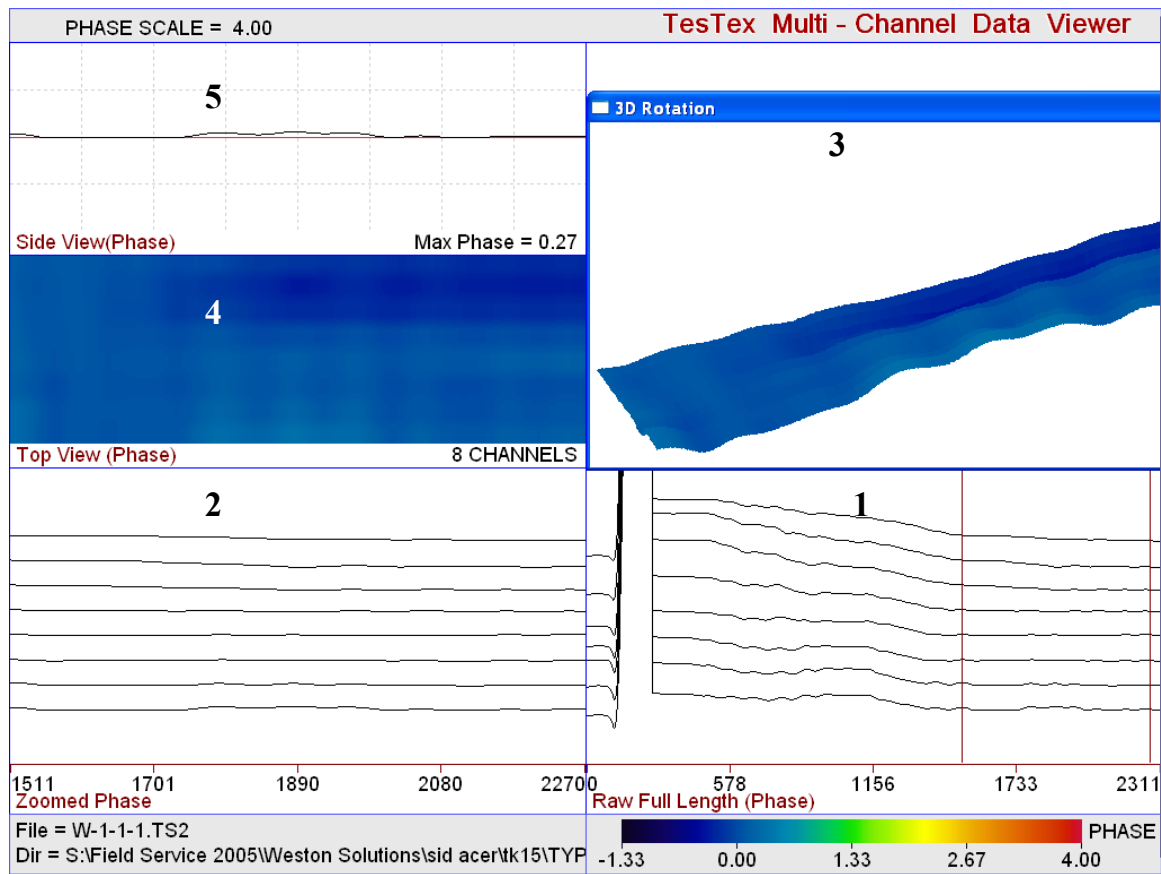 PHASE SCALE = 4.00
TesTex Multi - Channel Data Viewer
5
Side View(Phase) Max Phase = 0.27
3D Rotation
3
4
Top View (Phase) 8 CHANNELS
2
1
1511 1701 1890 2080 2270
Zoomed Phase
0 578 1156 1733 2311
Raw Full Length (Phase)
File = W-1-1-1.TS2
Dir = S:\Field Service 2005\Weston Solutions\sid acer\tk15\TYP
PHASE
-1.33 0.00 1.33 2.67 4.00